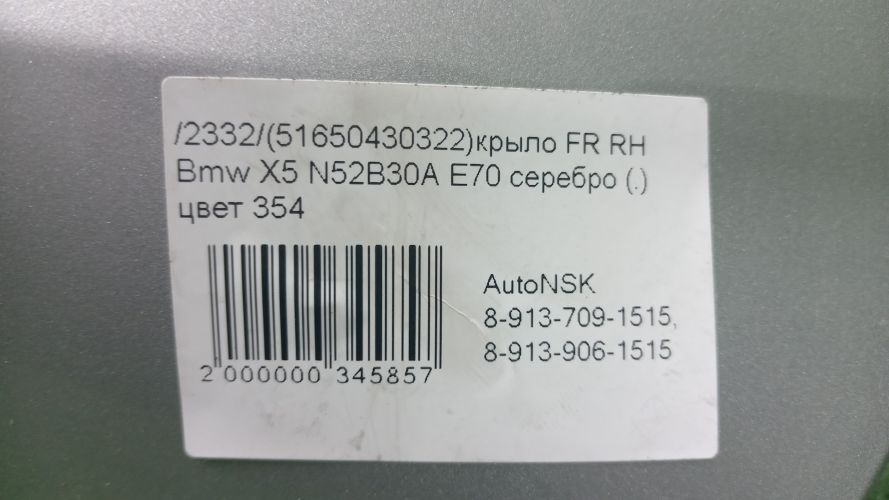 /2332/(51650430322)крыло FR RH
Bmw X5 N52B30A E70 серебро (.)
цвет 354
AutoNSK
8-913-709-1515,
8-913-906-1515
2 000000 345857